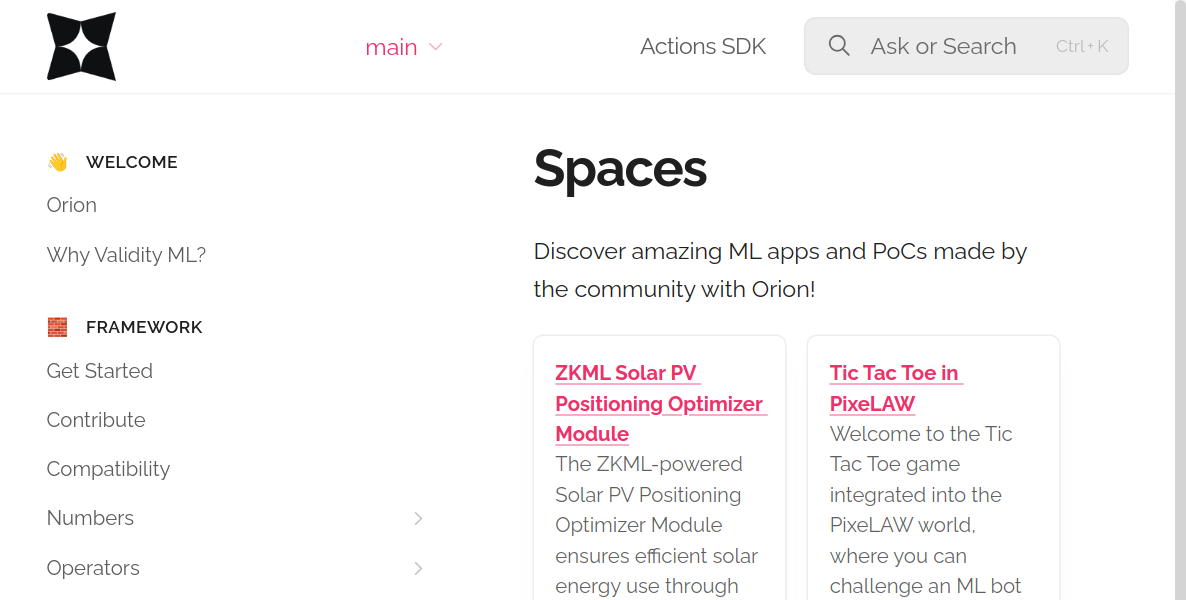 main
Actions SDK
Ask or Search
Ctrl + K
👋 WELCOME
Orion
Why Validity ML?
🧱 FRAMEWORK
Get Started
Contribute
Compatibility
Numbers
Operators
Spaces
Discover amazing ML apps and PoCs made by
the community with Orion!
ZKML Solar PV
Positioning Optimizer
Module
The ZKML-powered
Solar PV Positioning
Optimizer Module
ensures efficient solar
energy use through
Tic Tac Toe in
PixeLAW
Welcome to the Tic
Tac Toe game
integrated into the
PixeLAW world,
where you can
challenge an ML bot